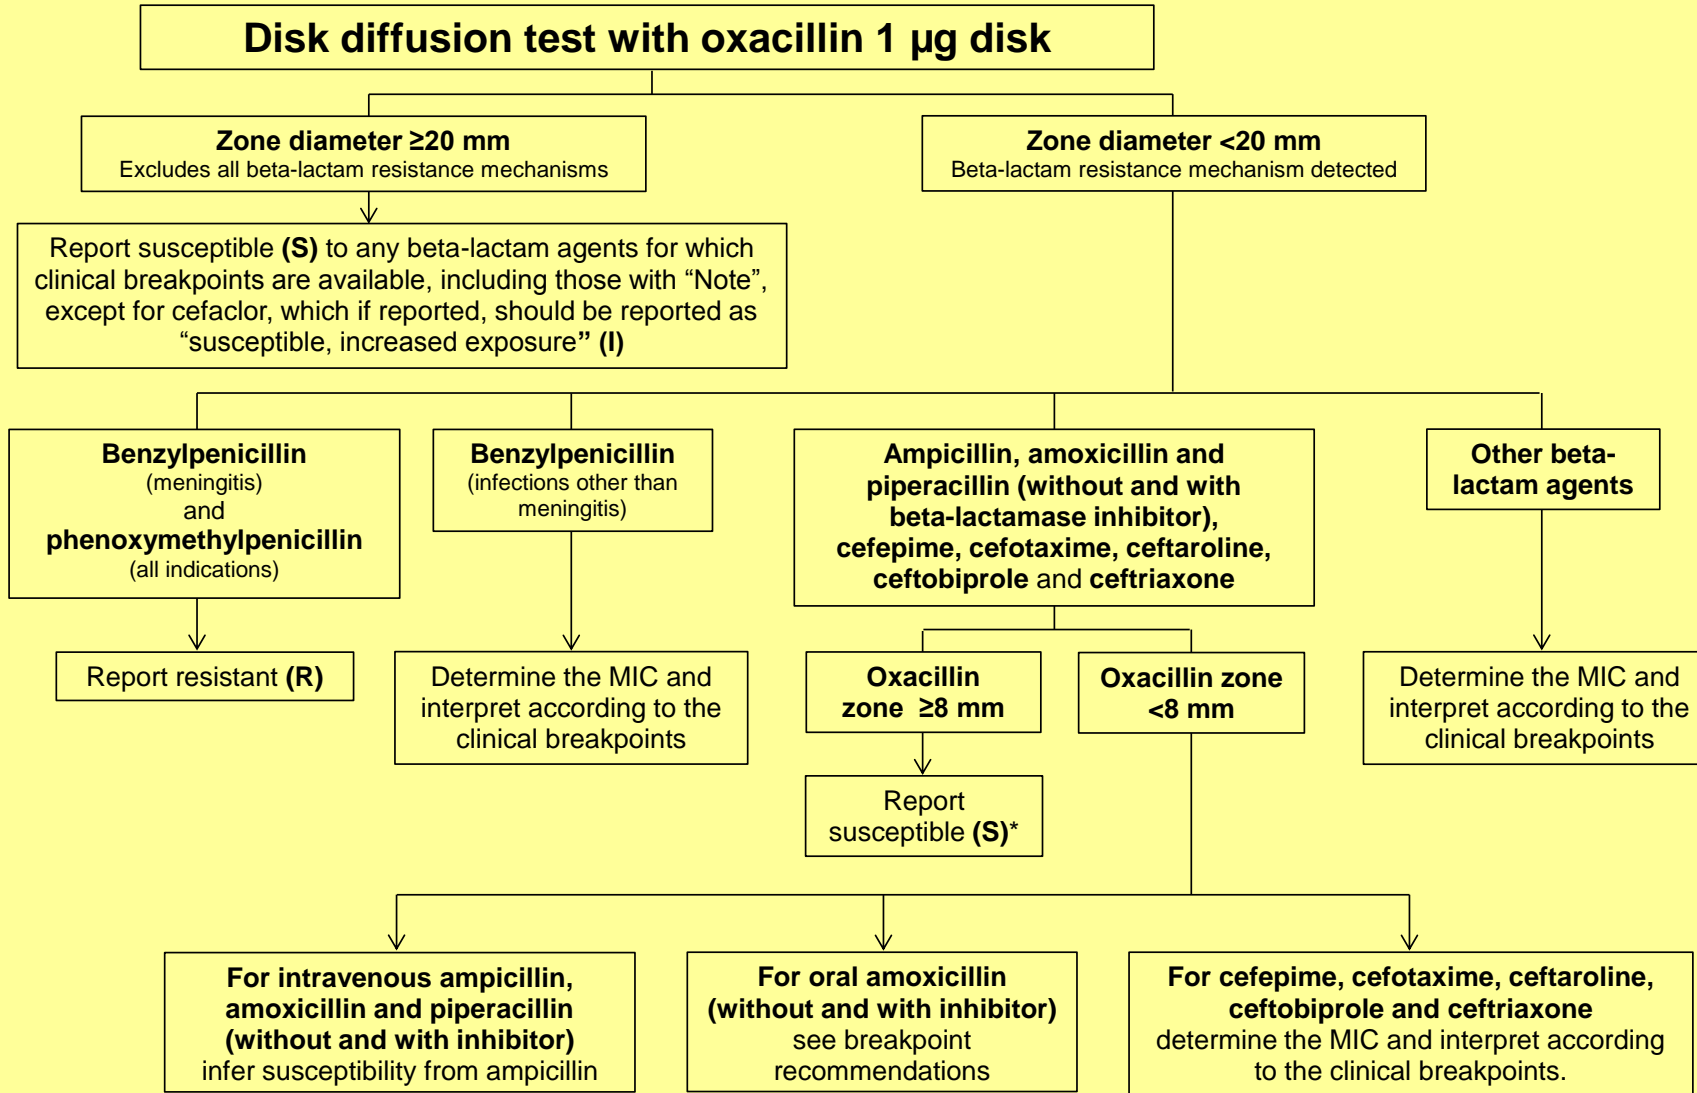 Disk diffusion test with oxacillin 1 µg disk
Zone diameter ≥20 mm
Excludes all beta-lactam resistance mechanisms
Zone diameter <20 mm
Beta-lactam resistance mechanism detected
Report susceptible (S) to any beta-lactam agents for which
clinical breakpoints are available, including those with “Note”,
except for cefaclor, which if reported, should be reported as
“susceptible, increased exposure” (I)
Benzylpenicillin
(meningitis)
and
phenoxymethylpenicillin
(all indications)
Benzylpenicillin
(infections other than
meningitis)
Ampicillin, amoxicillin and
piperacillin (without and with
beta-lactamase inhibitor),
cefepime, cefotaxime, ceftaroline,
ceftobiprole and ceftriaxone
Other beta-
lactam agents
Report resistant (R)
Determine the MIC and
interpret according to the
clinical breakpoints
Oxacillin
zone ≥8 mm
Oxacillin zone
<8 mm
Determine the MIC and
interpret according to the
clinical breakpoints
Report
susceptible (S)*
For intravenous ampicillin,
amoxicillin and piperacillin
(without and with inhibitor)
infer susceptibility from ampicillin
For oral amoxicillin
(without and with inhibitor)
see breakpoint
recommendations
For cefepime, cefotaxime, ceftaroline,
ceftobiprole and ceftriaxone
determine the MIC and interpret according
to the clinical breakpoints.